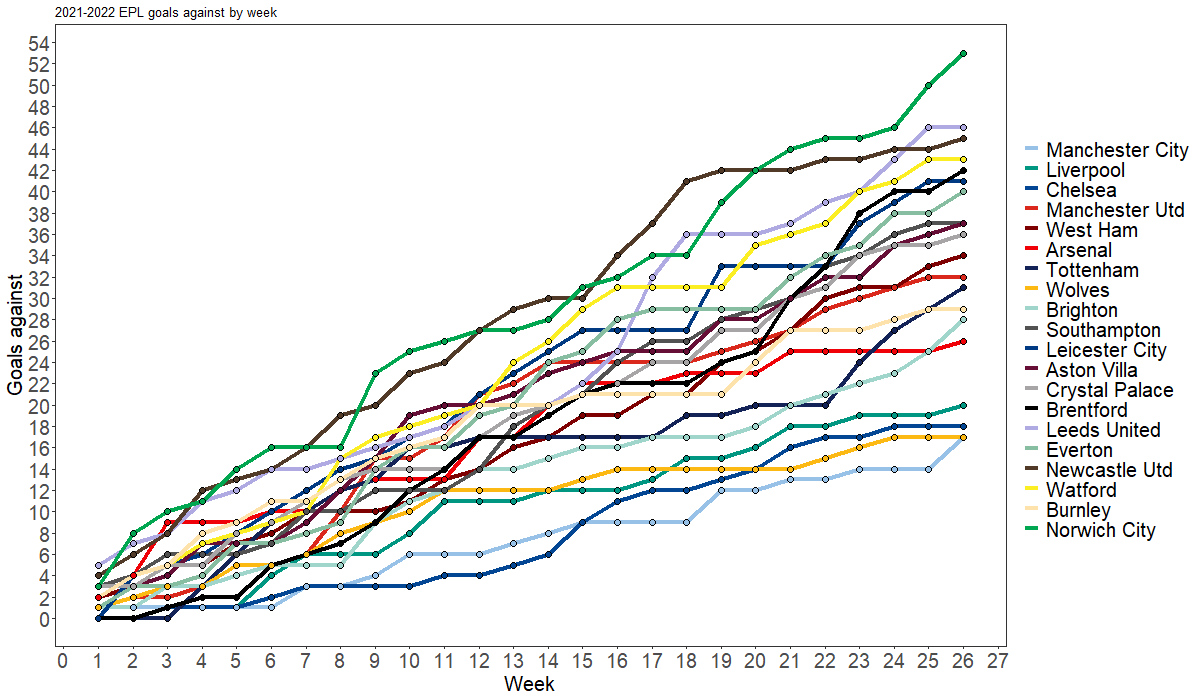 2021-2022 EPL goals against by week
Goals against
54
52
50
48
46
44
42
40
38
36
34
32
30
28
26
24
22
20
18
16
14
12
10
8
6
4
2
0
0 1 2 3 4 5 6 7 8 9 10 11 12 13 14 15 16 17 18 19 20 21 22 23 24 25 26 27
Week
Manchester City
Liverpool
Chelsea
Manchester Utd
West Ham
Arsenal
Tottenham
Wolves
Brighton
Southampton
Leicester City
Aston Villa
Crystal Palace
Brentford
Leeds United
Everton
Newcastle Utd
Watford
Burnley
Norwich City